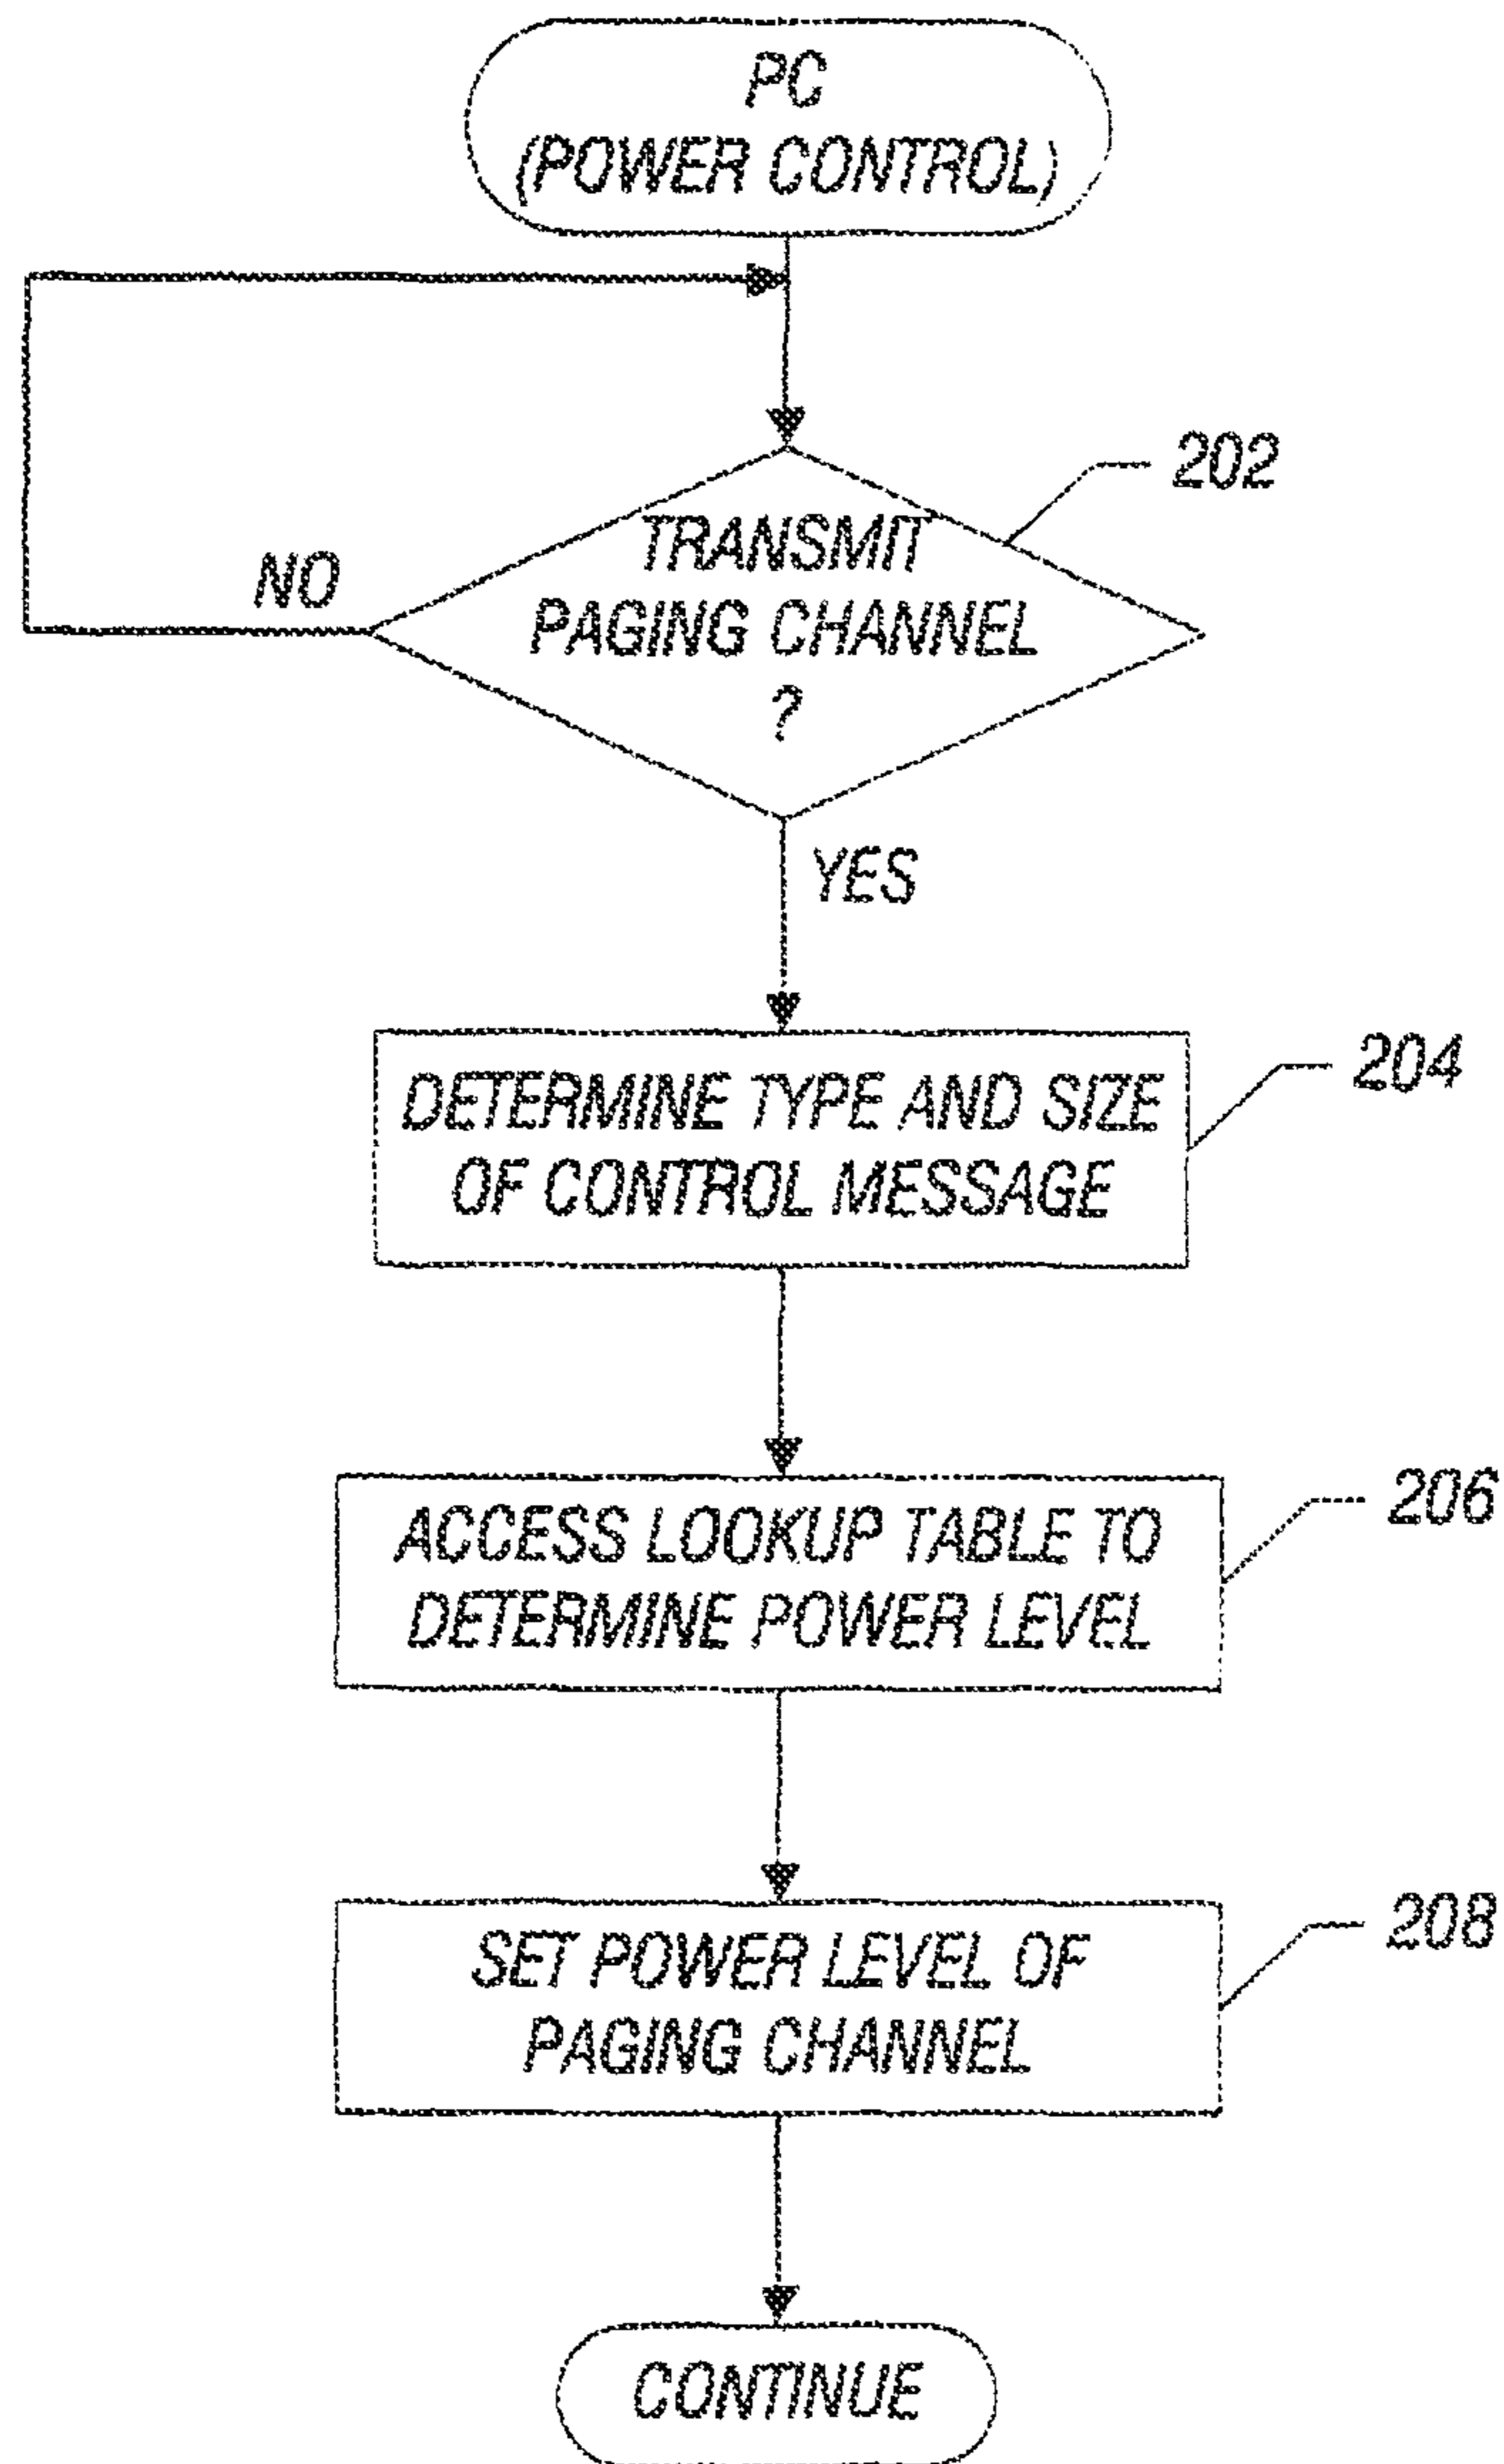 PC
(POWER CONTROL)
202
TRANSMIT
PAGING CHANNEL
?
NO
YES
204
DETERMINE TYPE AND SIZE
OF CONTROL MESSAGE
206
ACCESS LOOKUP TABLE TO
DETERMINE POWER LEVEL
208
SET POWER LEVEL OF
PAGING CHANNEL
CONTINUE